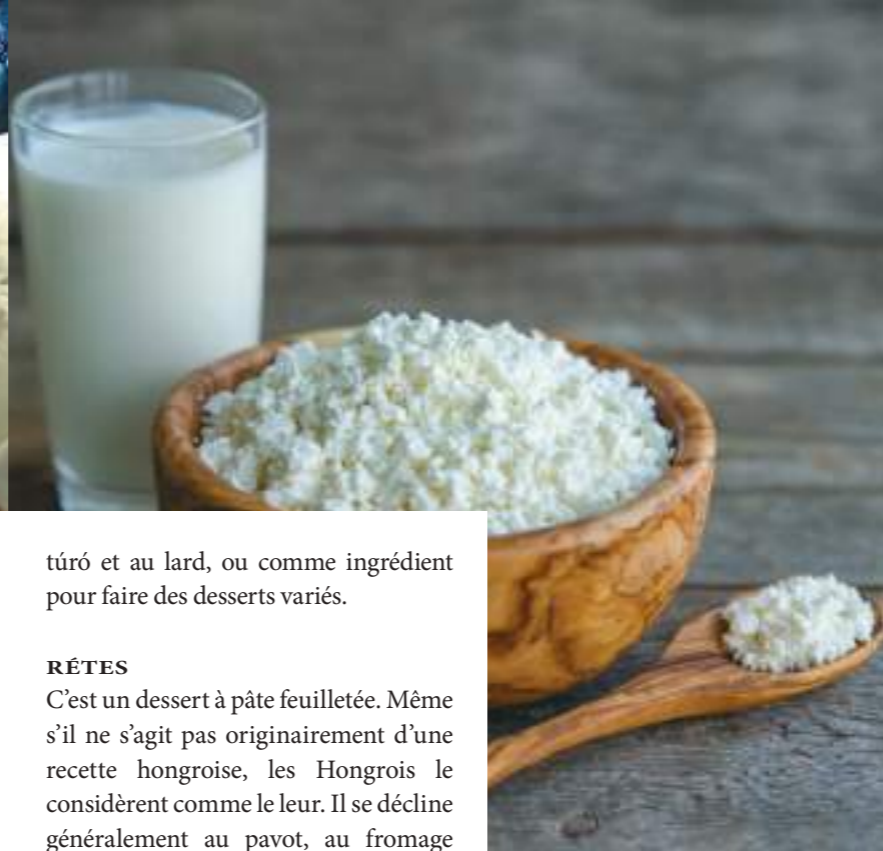 túró et au lard, ou comme ingrédient
pour faire des desserts variés.
RÉTES
C’est un dessert à pâte feuilletée. Même
s’il ne s’agit pas originairement d’une
recette hongroise, les Hongrois le
considèrent comme le leur. Il se décline
généralement au pavot, au fromage